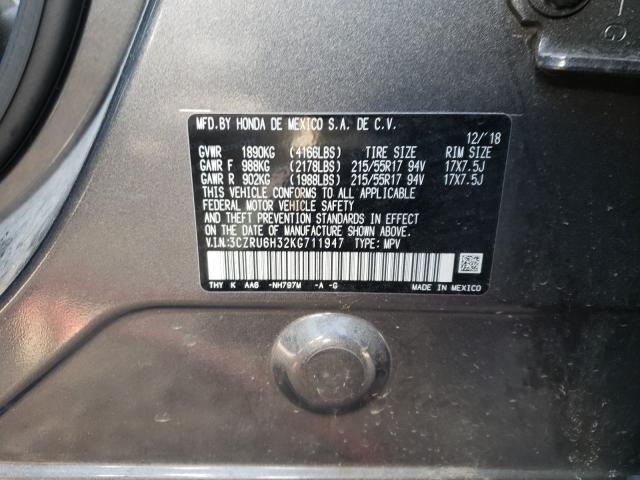 MFD.BY HONDA DE MEXICO S.A. DE C.V.
12/'18
GVWR 1890KG (4166LBS) TIRE SIZE RIM SIZE
GAWR F 988KG (2178LBS) 215/55R17 94V 17X7.5J
GAWR R 902KG (1988LBS) 215/55R17 94V 17X7.5J
THIS VEHICLE CONFORMS TO ALL APPLICABLE
FEDERAL MOTOR VEHICLE SAFETY
AND THEFT PREVENTION STANDARDS IN EFFECT
ON THE DATE OF MANUFACTURE SHOWN ABOVE.
V.I.N.:3CZRU6H32KG711947 TYPE: MPV
THY K AA6 -NH797M -A -G MADE IN MEXICO